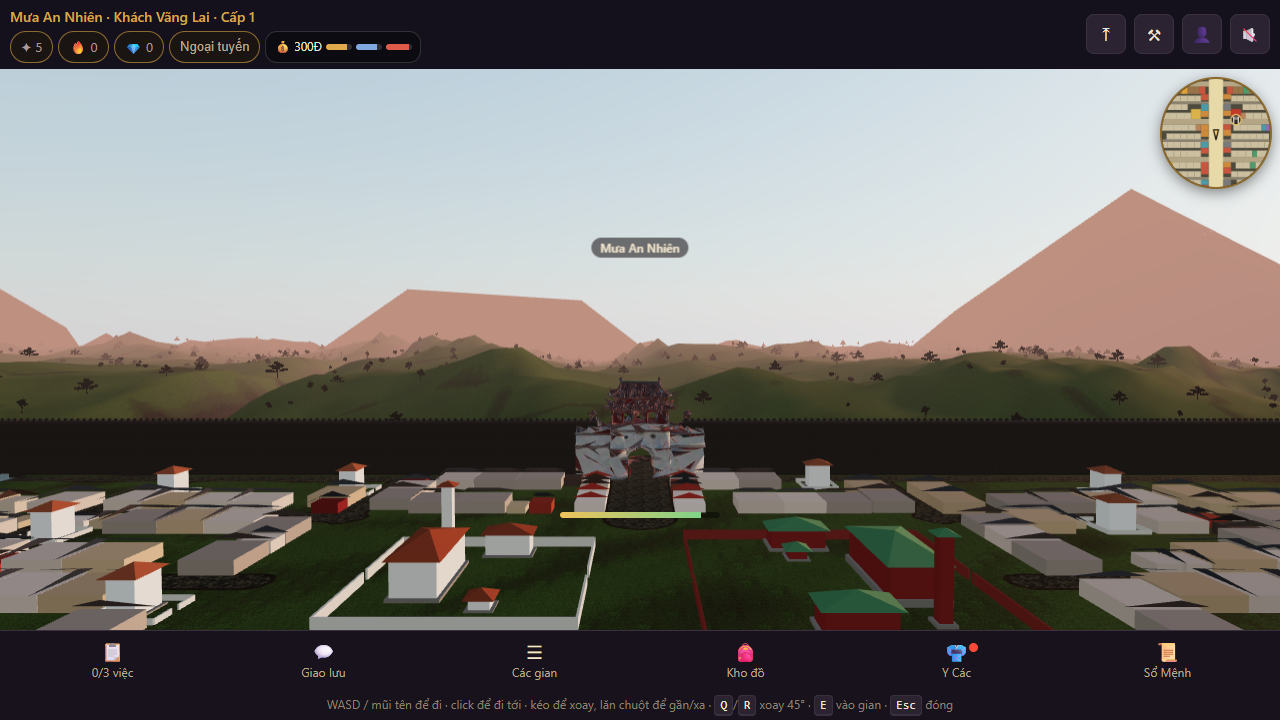 Mưa An Nhiên · Khách Vãng Lai · Cấp 1
5
0
0
Ngoại tuyến
300Đ
Mưa An Nhiên
0/3 việc
Giao lưu
Các gian
Kho đồ
Y Các
Sổ Mệnh
WASD / mũi tên để đi · click để đi tới · kéo để xoay, lăn chuột để gần/xa · Q / R xoay 45° · E vào gian · Esc đóng